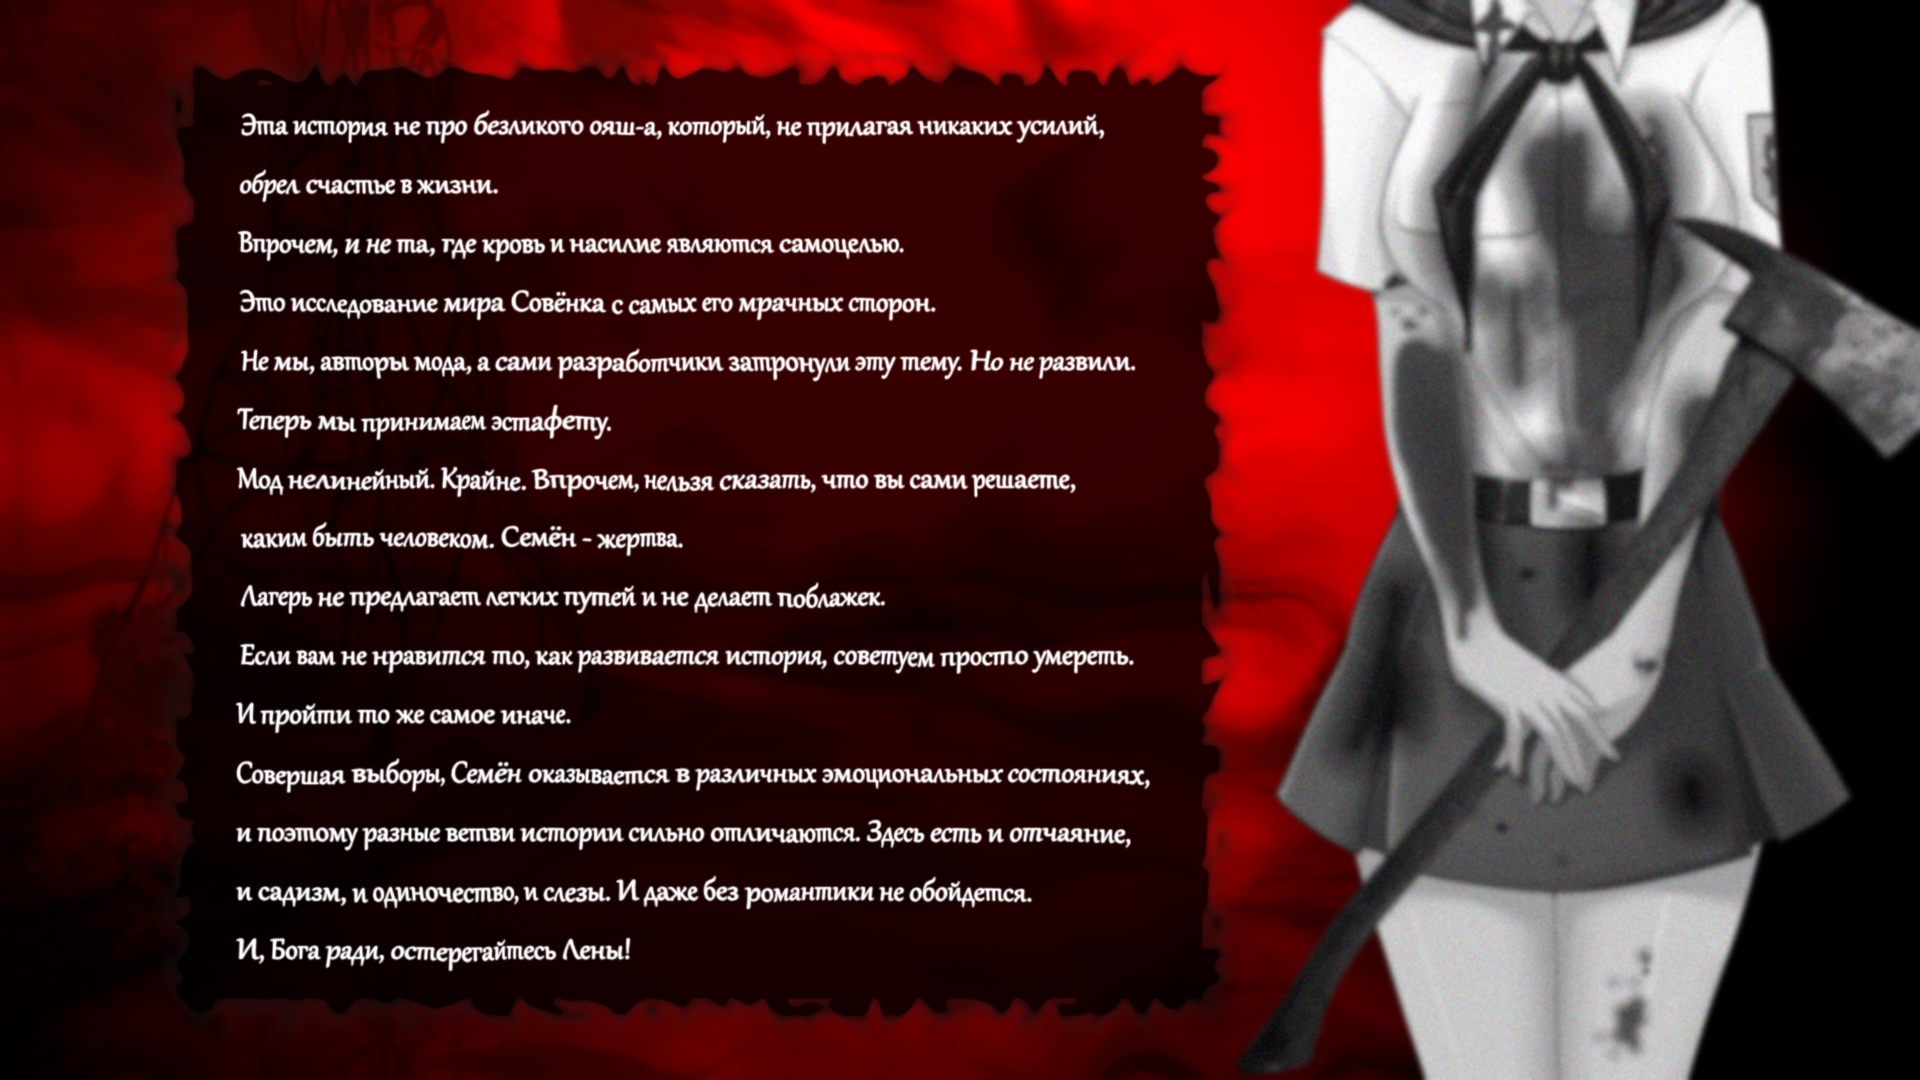 Эта история не про безликого ояш-а, который, не прилагая никаких усилий,
обрел счастье в жизни.
Впрочем, и не та, где кровь и насилие являются самоцелью.
Это исследование мира Совёнка с самых его мрачных сторон.
Не мы, авторы мода, а сами разработчики затронули эту тему. Но не развили.
Теперь мы принимаем эстафету.
Мод нелинейный. Крайне. Впрочем, нельзя сказать, что вы сами решаете,
каким быть человеком. Семён - жертва.
Лагерь не предлагает легких путей и не делает поблажек.
Если вам не нравится то, как развивается история, советуем просто умереть.
И пройти то же самое иначе.
Совершая выборы, Семён оказывается в различных эмоциональных состояниях,
и поэтому разные ветви истории сильно отличаются. Здесь есть и отчаяние,
и садизм, и одиночество, и слезы. И даже без романтики не обойдется.
И, Бога ради, остерегайтесь Лены!